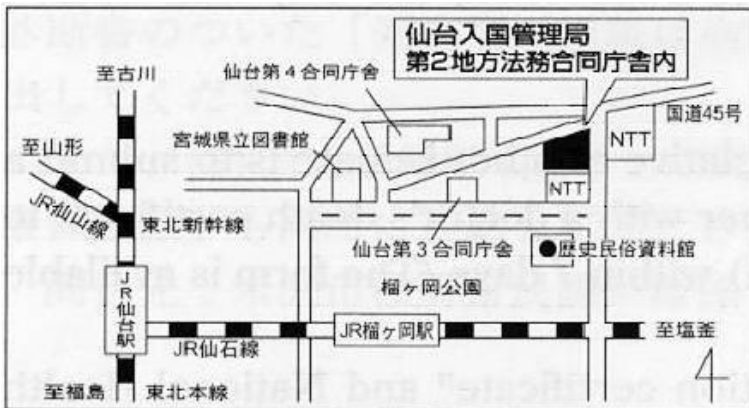 仙台入国管理局
第2地方法務合同庁舎内
至古川
仙台第4合同庁舎
国道45号
宮城県立図書館
NTT
至山形
NTT
JR仙山線
東北新幹線
仙台第3合同庁舎
●歴史民俗資料館
榴ヶ岡公園
JR仙台駅
JR榴ヶ岡駅
至塩釜
JR仙石線
至福島
東北本線
4